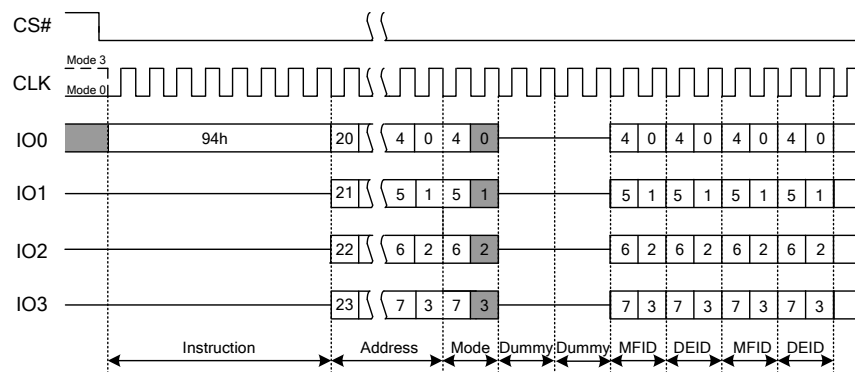 CS#
Mode 3
CLK
Mode 0
IO0 94h 20 4 0 4 0 4 0 4 0 4 0 4 0
IO1 21 5 1 5 1 5 1 5 1 5 1 5 1
IO2 22 6 2 6 2 6 2 6 2 6 2 6 2
IO3 23 7 3 7 3 7 3 7 3 7 3 7 3
Instruction Address Mode Dummy Dummy MFID DEID MFID DEID